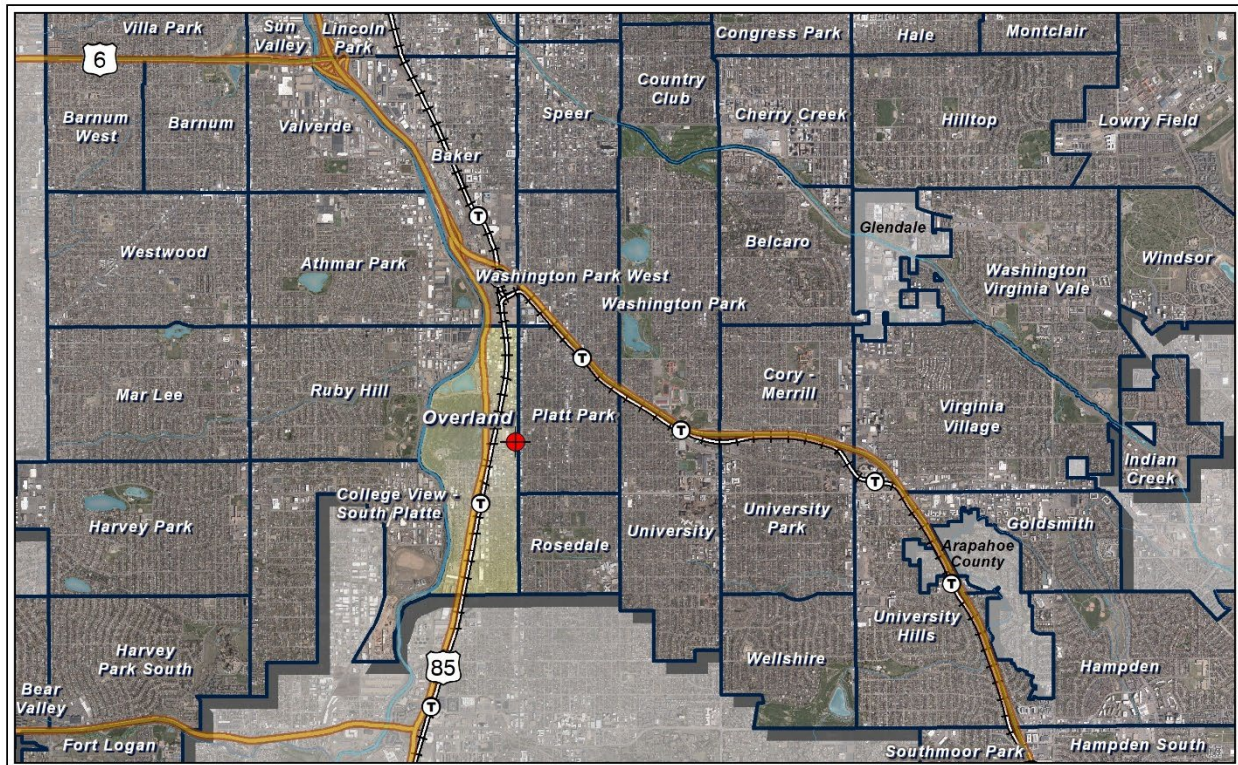 Villa Park
Sun
Valley
Lincoln
Park
Congress Park
Hale
Montclair
6
Country
Club
Barnum
West
Barnum
Valverde
Speer
Cherry Creek
Hilltop
Lowry Field
Baker
T
Westwood
Athmar Park
Belcaro
Glendale
Washington
Virginia Vale
Windsor
Washington Park West
Washington Park
T
Mar Lee
Ruby Hill
Overland
Platt Park
Cory -
Merrill
Virginia
Village
T
Indian
Creek
T
College View -
South Platte
T
Harvey Park
Rosedale
University
University
Park
Goldsmith
Arapahoe
County
T
University
Hills
Harvey
Park South
85
Wellshire
Hampden
Bear
Valley
T
Fort Logan
Southmoor Park
Hampden South